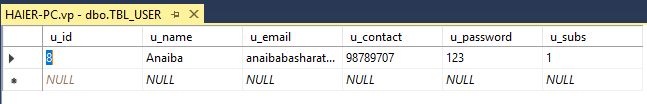 HAIER-PC.vp - dbo.TBL_USER
u_id u_name u_email u_contact u_password u_subs
8 Anaiba anaibabasharat... 98789707 123 1
NULL NULL NULL NULL NULL NULL